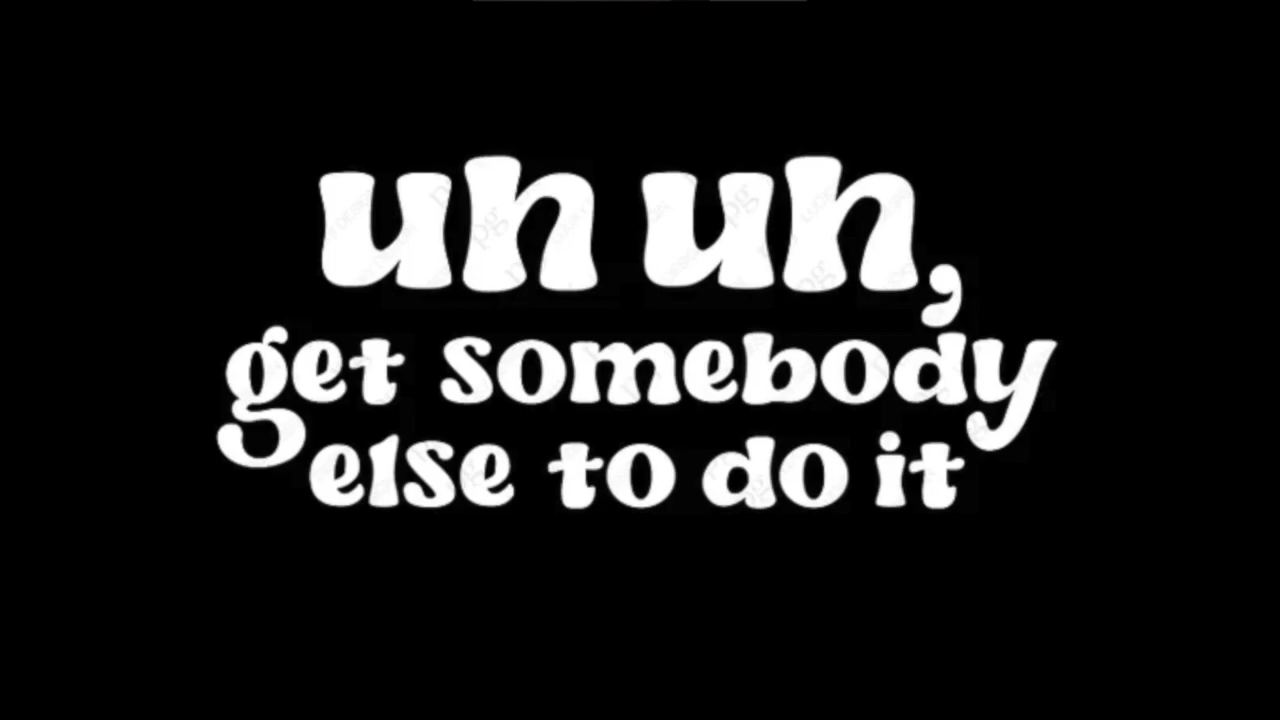 uh uh,
get somebody
else to do it